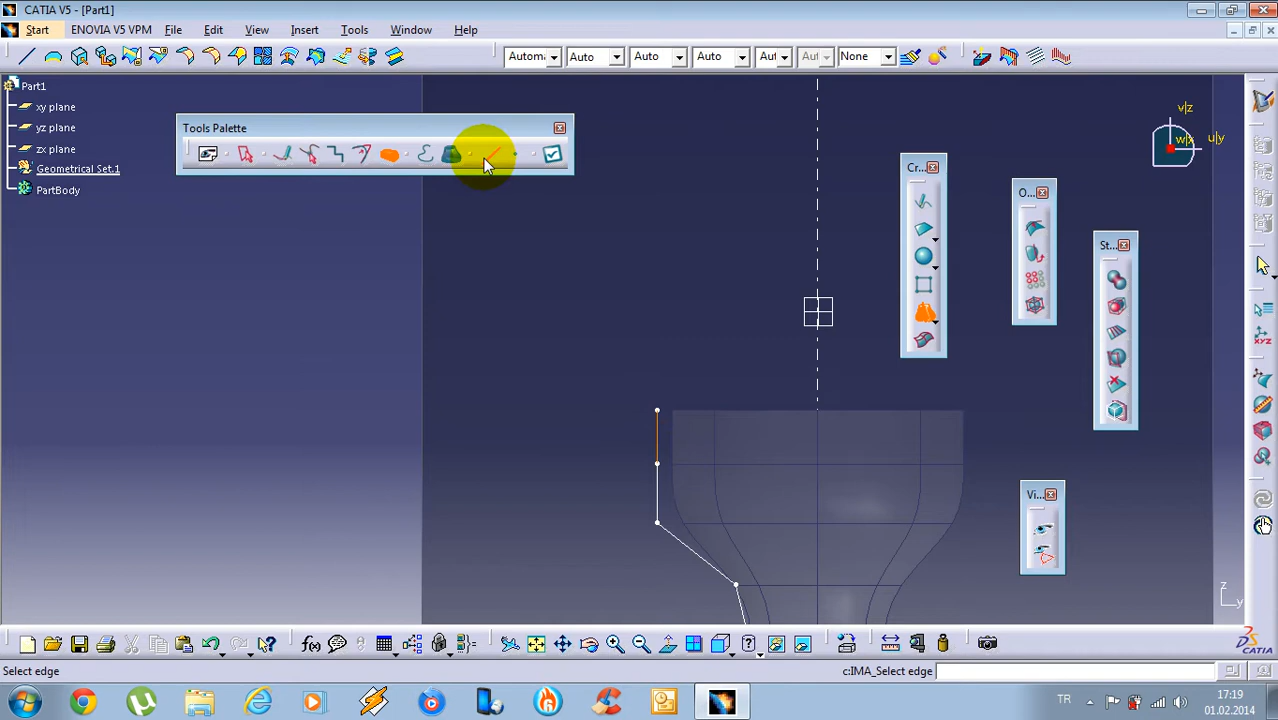 CATIA V5 - [Part1]
Start ENOVIA V5 VPM File Edit View Insert Tools Window Help
Automa Auto Auto Auto Aut Aut None
Part1
xy plane
yz plane
zx plane
Geometrical Set.1
PartBody
Tools Palette
v|z
w|x u|y
Cr...
O...
St...
Vi...
z
y
Select edge c:IMA_Select edge
CATIA
TR 17:19
01.02.2014